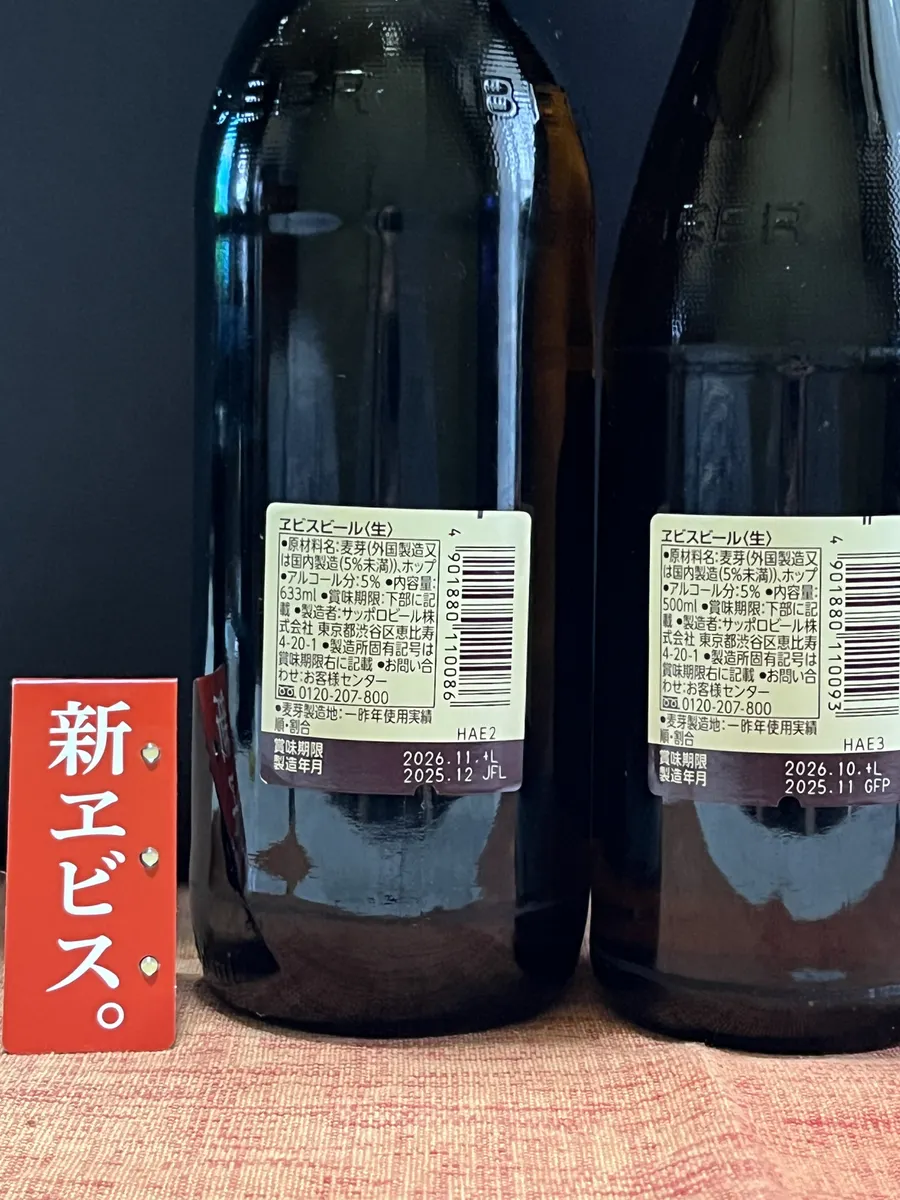 BER
BER
ヱビスビール〈生〉
•原材料名:麦芽(外国製造又
は国内製造(5%未満))、ホップ
•アルコール分:5% •内容量:
633ml •賞味期限:下部に記
載 •製造者:サッポロビール株
式会社 東京都渋谷区恵比寿
4-20-1 •製造所固有記号は
賞味期限右に記載 •お問い合
わせ:お客様センター
0120-207-800
•麦芽製造地:一昨年使用実績
順・割合
HAE2
4 901880 110086
賞味期限 2026.11.+L
製造年月 2025.12 JFL
ヱビスビール〈生〉
•原材料名:麦芽(外国製造又
は国内製造(5%未満))、ホップ
•アルコール分:5% •内容量:
500ml •賞味期限:下部に記
載 •製造者:サッポロビール株
式会社 東京都渋谷区恵比寿
4-20-1 •製造所固有記号は
賞味期限右に記載 •お問い合
わせ:お客様センター
0120-207-800
•麦芽製造地:一昨年使用実績
順・割合
HAE3
4 901880 110093
賞味期限 2026.10.+L
製造年月 2025.11 GFP
新ヱビス。